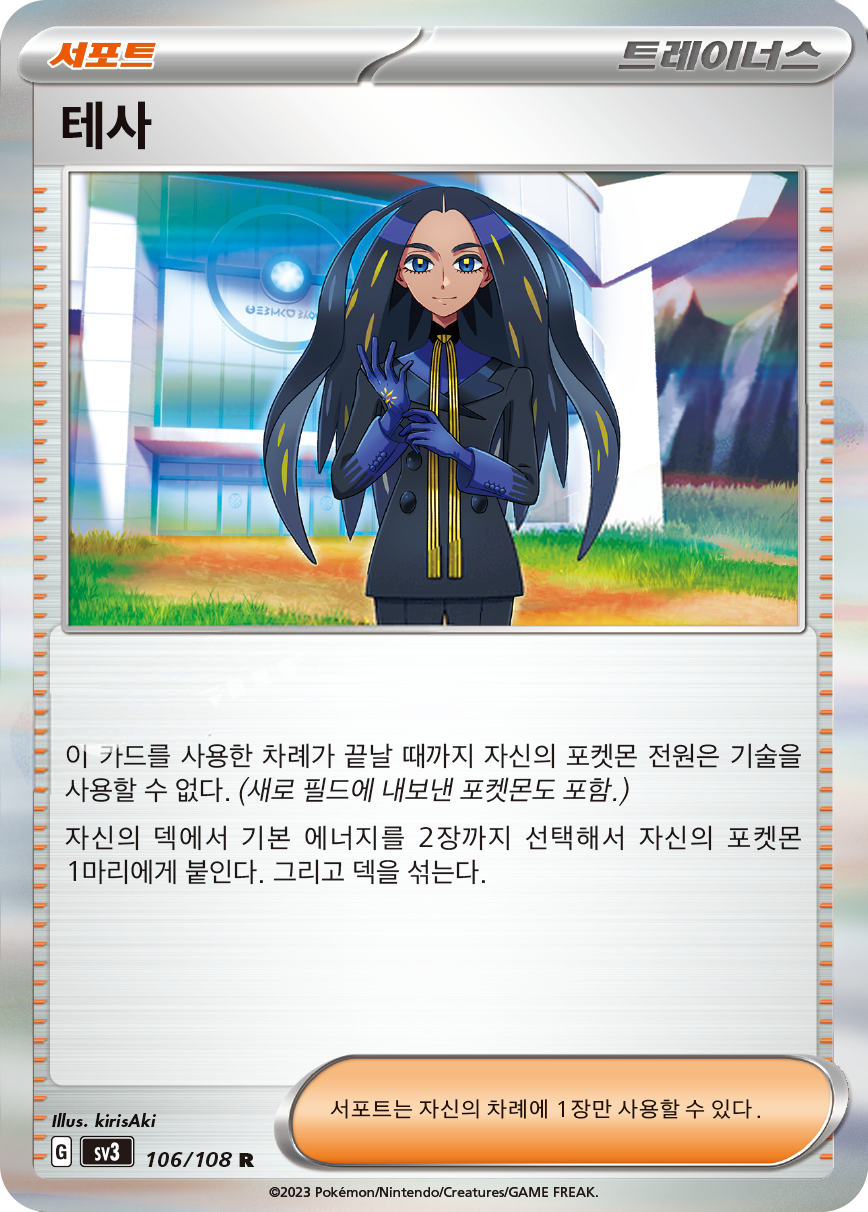 서포트
트레이너스
테사
이 카드를 사용한 차례가 끝날 때까지 자신의 포켓몬 전원은 기술을
사용할 수 없다. (새로 필드에 내보낸 포켓몬도 포함.)
자신의 덱에서 기본 에너지를 2장까지 선택해서 자신의 포켓몬
1마리에게 붙인다. 그리고 덱을 섞는다.
서포트는 자신의 차례에 1장만 사용할 수 있다.
Illus. kirisAki
G sv3 106/108 R
©2023 Pokémon/Nintendo/Creatures/GAME FREAK.